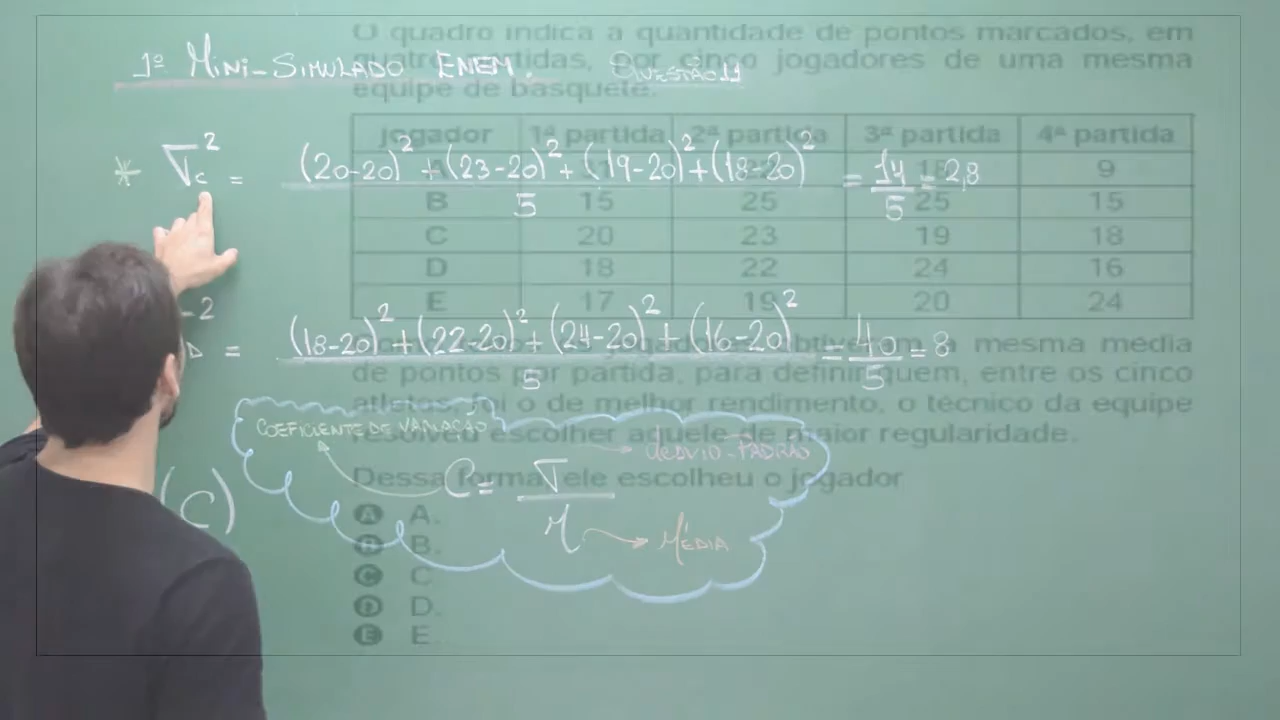 1º Mini-Simulado Enem. Questão 11
O quadro indica a quantidade de pontos marcados, em
quatro partidas, por cinco jogadores de uma mesma
equipe de basquete.
jogador 1ª partida 2ª partida 3ª partida 4ª partida
A 9
B 15 25 25 15
C 20 23 19 18
D 18 22 24 16
E 17 19 20 24
* σc² = (20-20)² + (23-20)² + (19-20)² + (18-20)² / 5 = 14/5 = 2,8
= (18-20)² + (22-20)² + (24-20)² + (16-20)² / 5 = 40/5 = 8
a mesma média
de pontos por partida, para definir quem, entre os cinco
atletas, foi o de melhor rendimento, o técnico da equipe
resolveu escolher aquele de maior regularidade.
Dessa forma, ele escolheu o jogador
A A.
B B.
C C.
D D.
E E.
Coeficiente de variação
Desvio-padrão
C = σ / M
Média
(C)